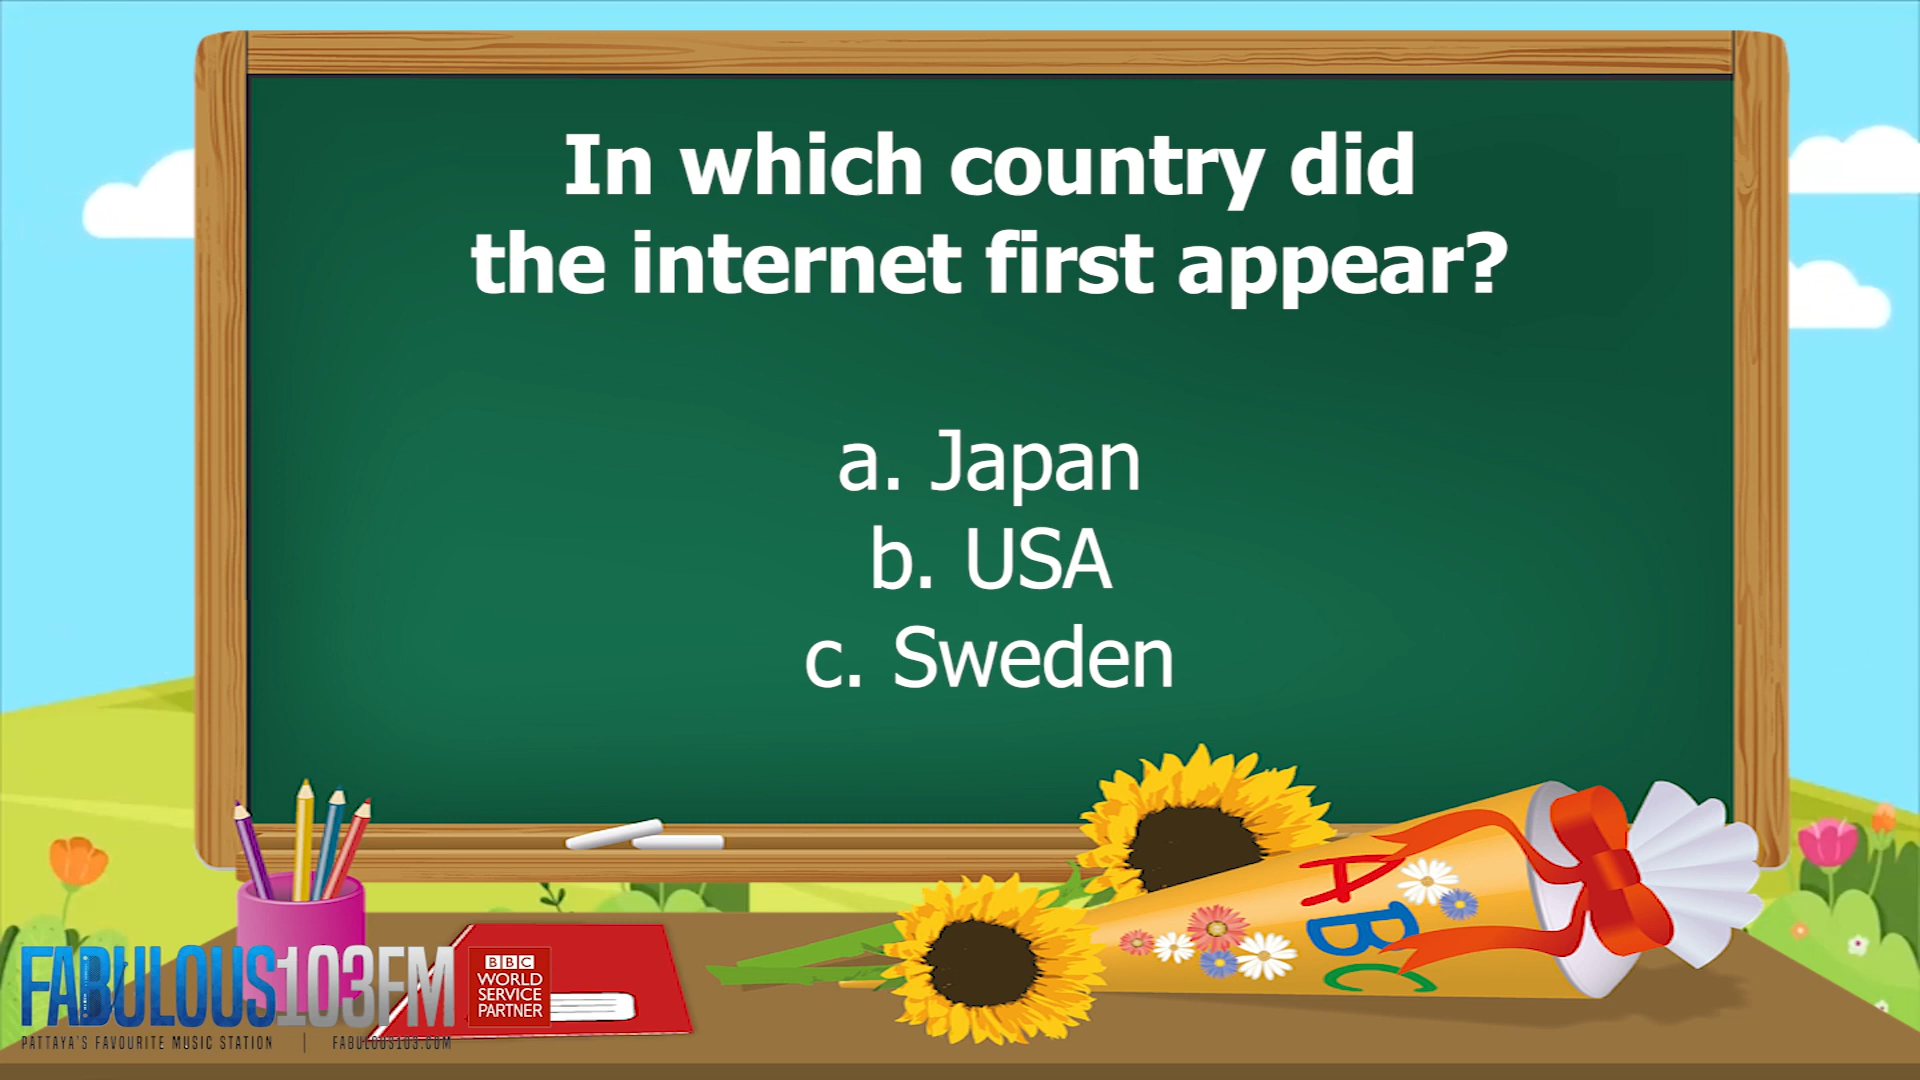 In which country did
the internet first appear?
a. Japan
b. USA
c. Sweden
ABC
FABULOUS103FM
PATTAYA'S FAVOURITE MUSIC STATION | FABULOUS103.COM
BBC
WORLD
SERVICE
PARTNER